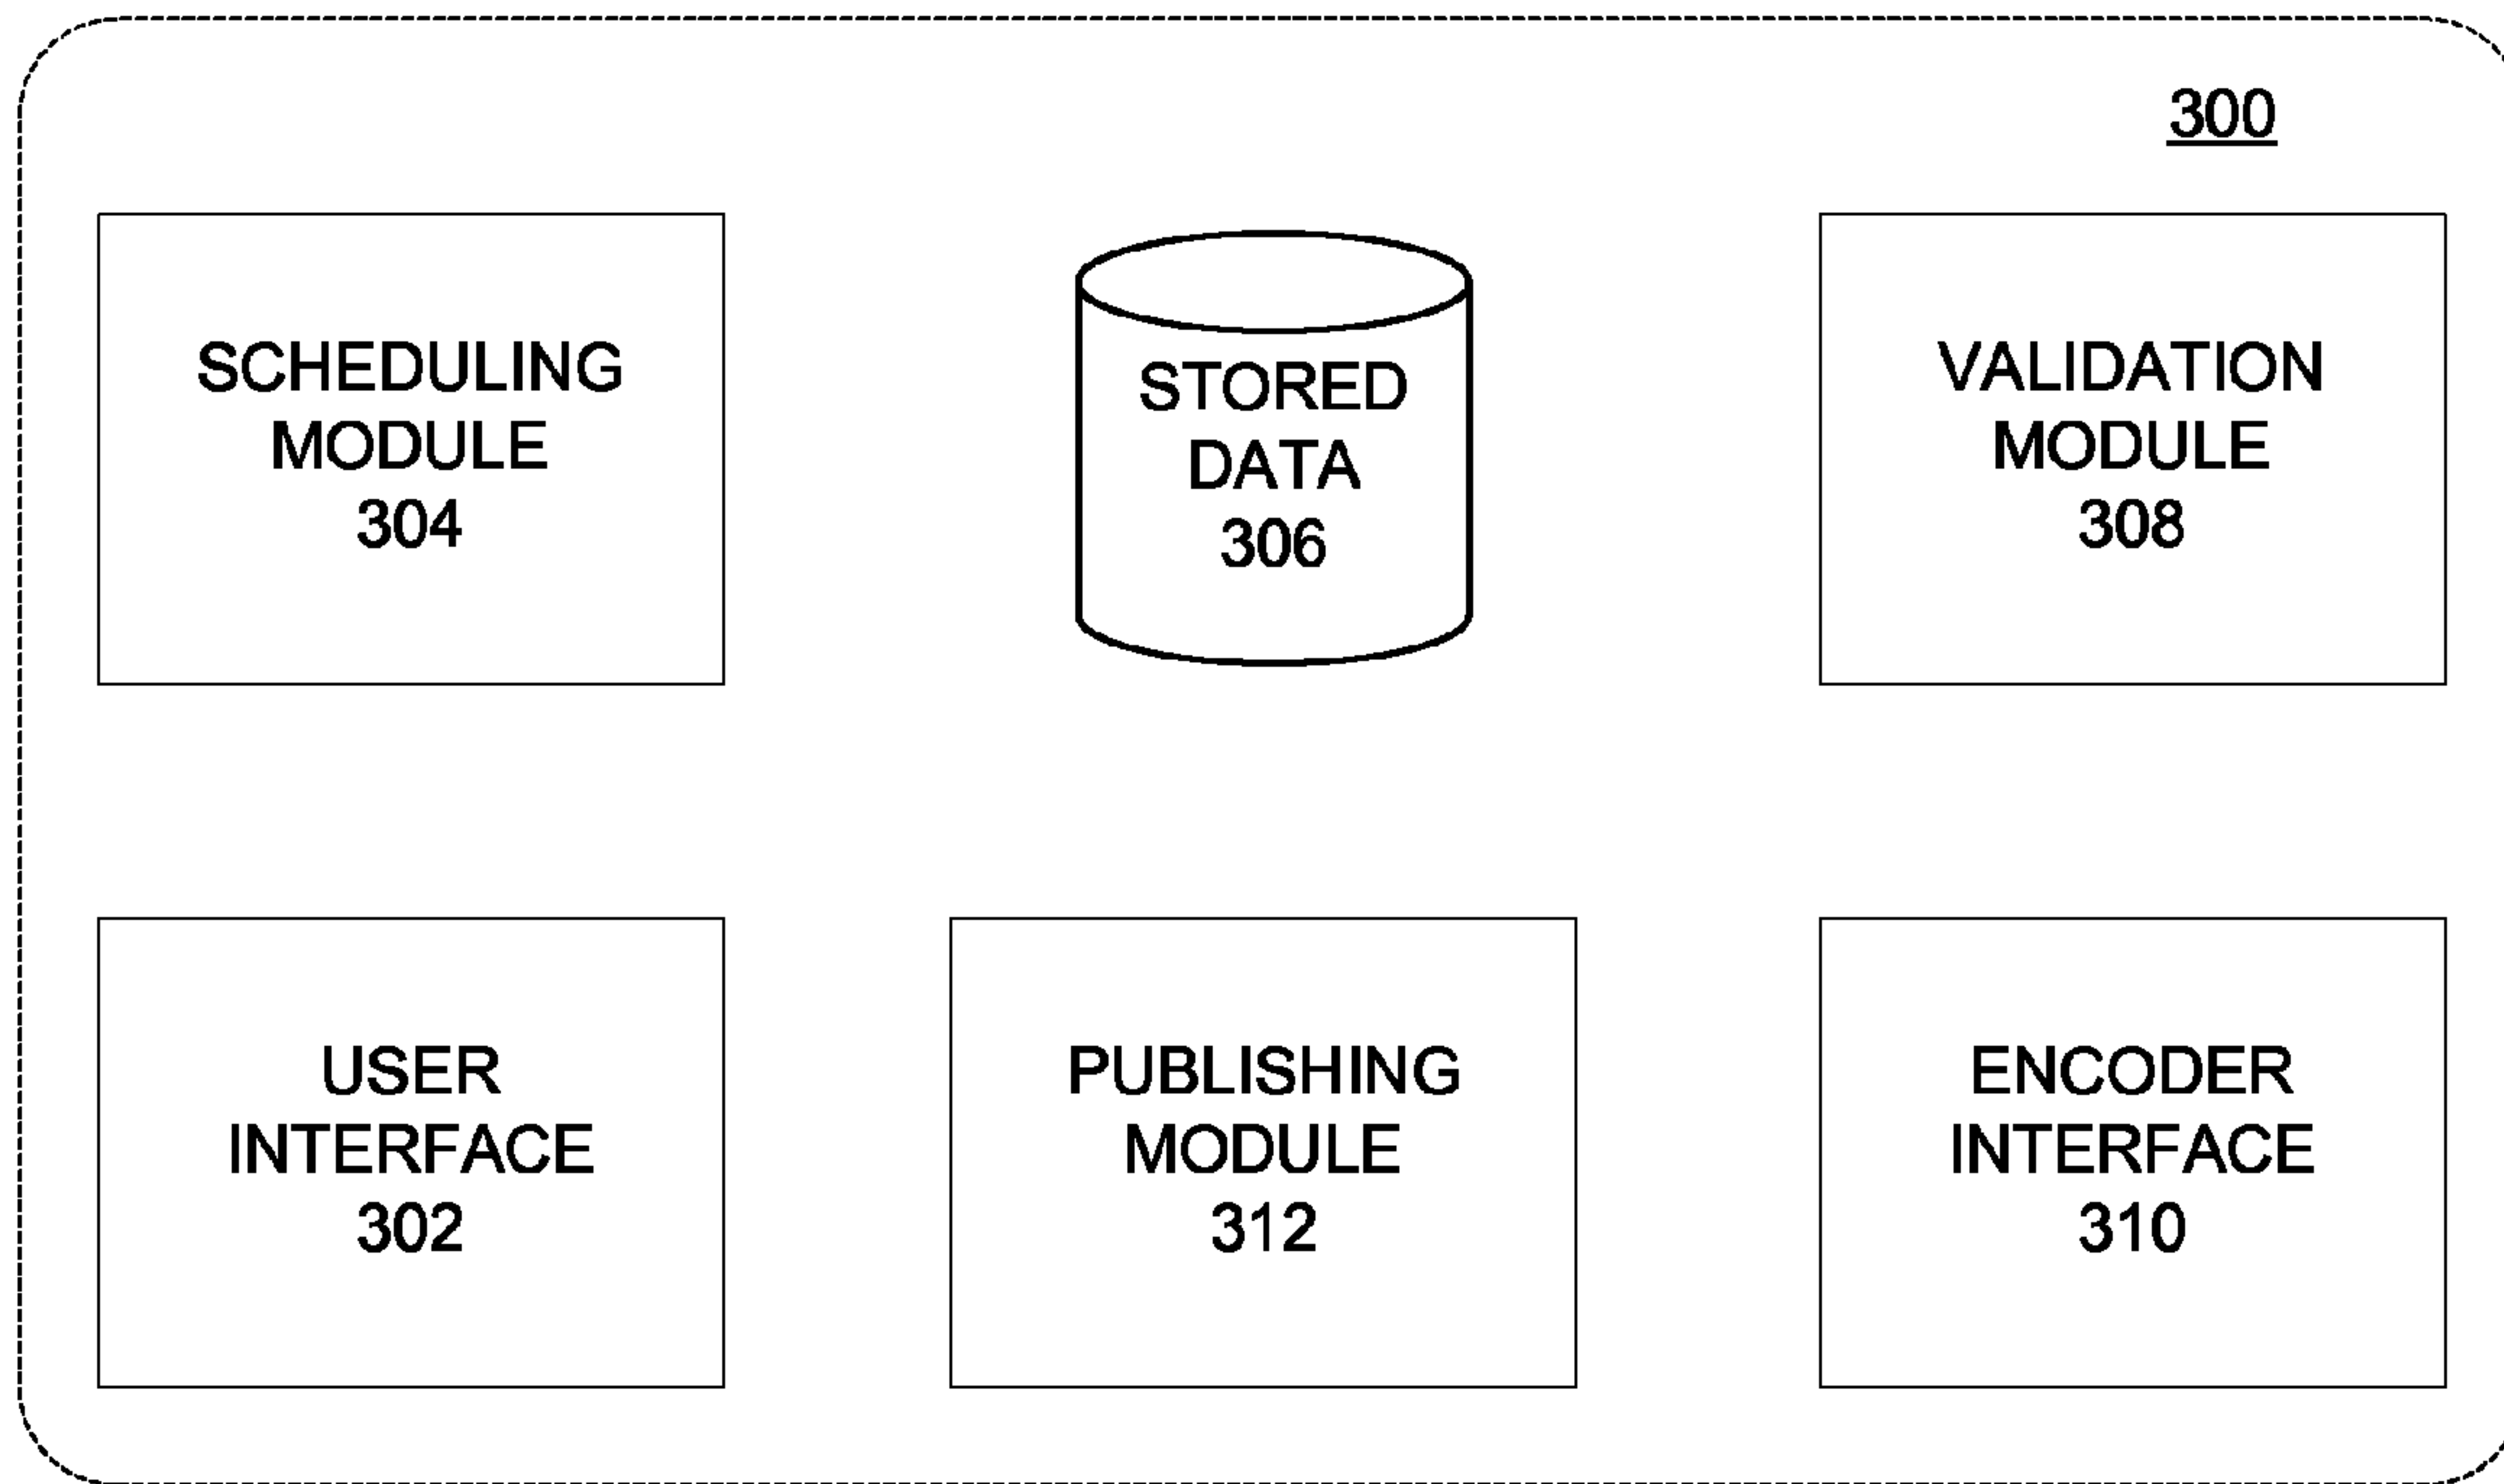 300
SCHEDULING
MODULE
304
STORED
DATA
306
VALIDATION
MODULE
308
USER
INTERFACE
302
PUBLISHING
MODULE
312
ENCODER
INTERFACE
310